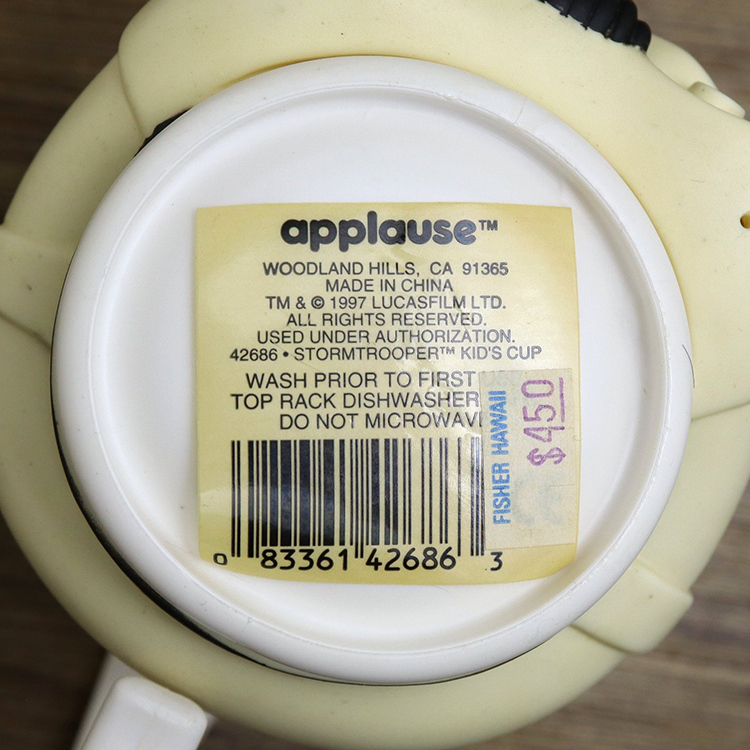 applause™
WOODLAND HILLS, CA 91365
MADE IN CHINA
TM & © 1997 LUCASFILM LTD.
ALL RIGHTS RESERVED.
USED UNDER AUTHORIZATION.
42686 • STORMTROOPER™ KID'S CUP
WASH PRIOR TO FIRST
TOP RACK DISHWASHER
DO NOT MICROWAV
FISHER HAWAII
$450
0 83361 42686 3